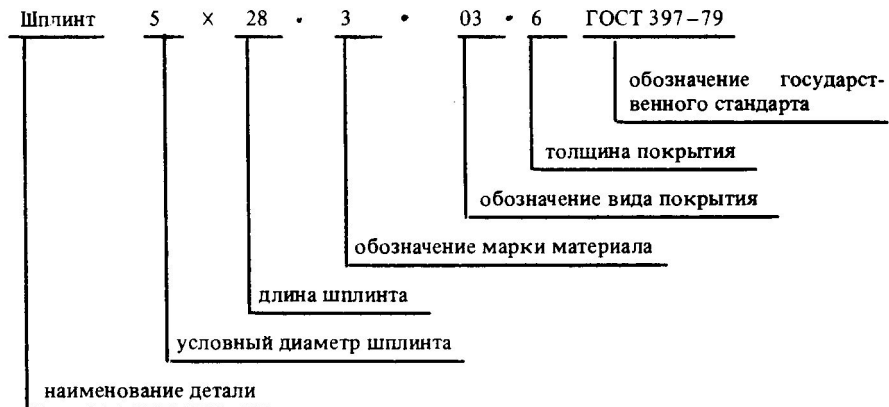 Шплинт 5 × 28 . 3 . 03 . 6 ГОСТ 397–79
обозначение государст-
венного стандарта
толщина покрытия
обозначение вида покрытия
обозначение марки материала
длина шплинта
условный диаметр шплинта
наименование детали